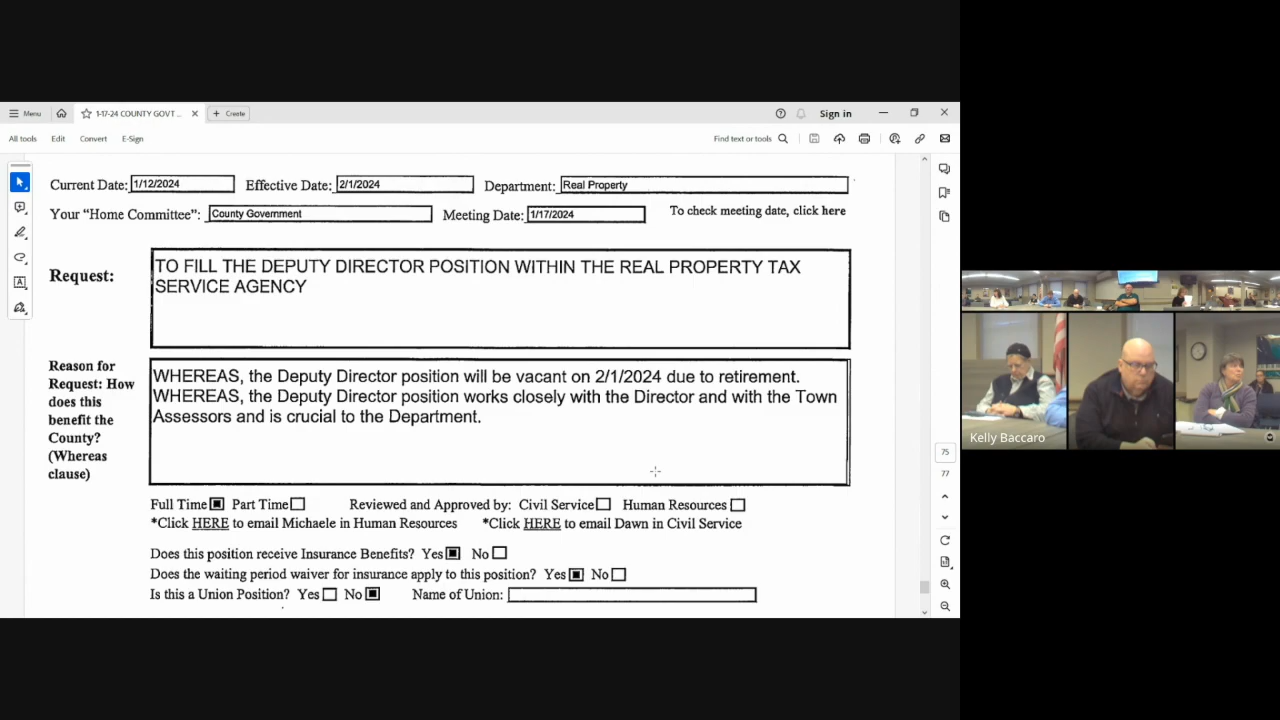 Menu
1-17-24 COUNTY GOVT ...
Create
Sign in
All tools
Edit
Convert
E-Sign
Find text or tools
Current Date: 1/12/2024 Effective Date: 2/1/2024 Department: Real Property
Your “Home Committee”: County Government Meeting Date: 1/17/2024 To check meeting date, click here
Request:
TO FILL THE DEPUTY DIRECTOR POSITION WITHIN THE REAL PROPERTY TAX
SERVICE AGENCY
Reason for
Request: How
does this
benefit the
County?
(Whereas
clause)
WHEREAS, the Deputy Director position will be vacant on 2/1/2024 due to retirement.
WHEREAS, the Deputy Director position works closely with the Director and with the Town
Assessors and is crucial to the Department.
Full Time Part Time Reviewed and Approved by: Civil Service Human Resources
*Click HERE to email Michaele in Human Resources *Click HERE to email Dawn in Civil Service
Does this position receive Insurance Benefits? Yes No
Does the waiting period waiver for insurance apply to this position? Yes No
Is this a Union Position? Yes No Name of Union:
75
77
Kelly Baccaro